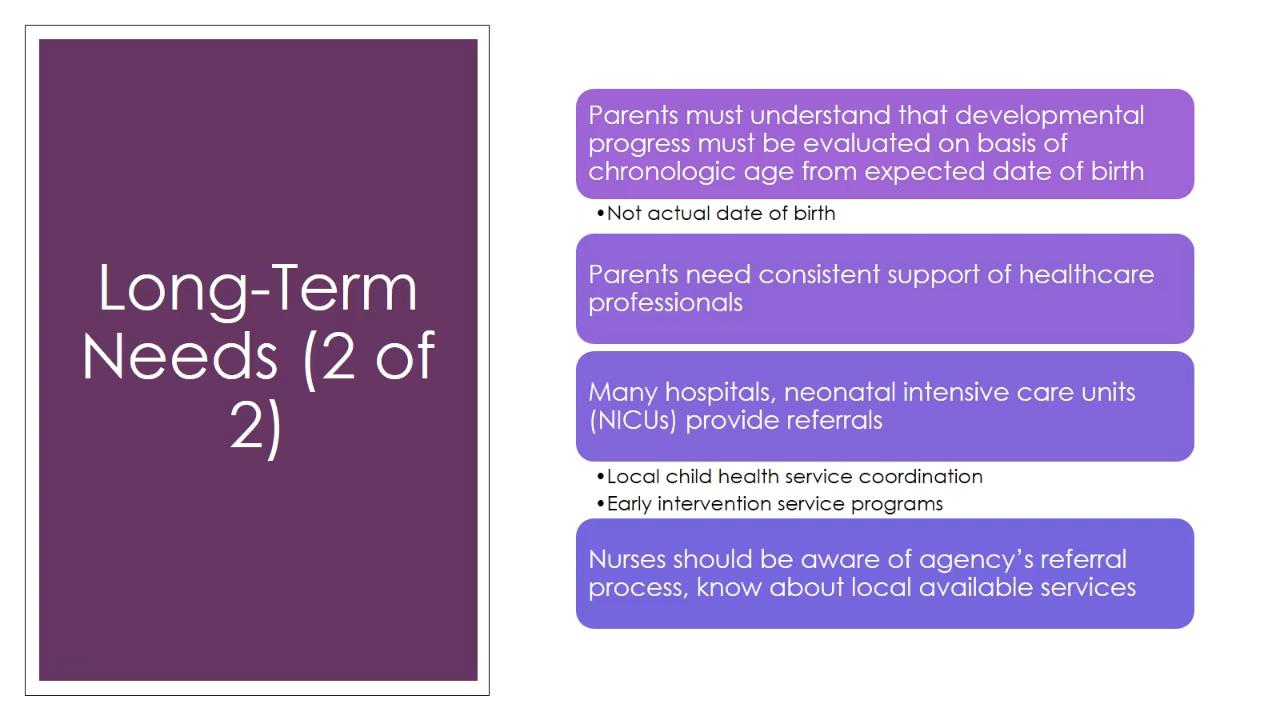 Long-Term
Needs (2 of
2)
Parents must understand that developmental
progress must be evaluated on basis of
chronologic age from expected date of birth
•Not actual date of birth
Parents need consistent support of healthcare
professionals
Many hospitals, neonatal intensive care units
(NICUs) provide referrals
•Local child health service coordination
•Early intervention service programs
Nurses should be aware of agency’s referral
process, know about local available services